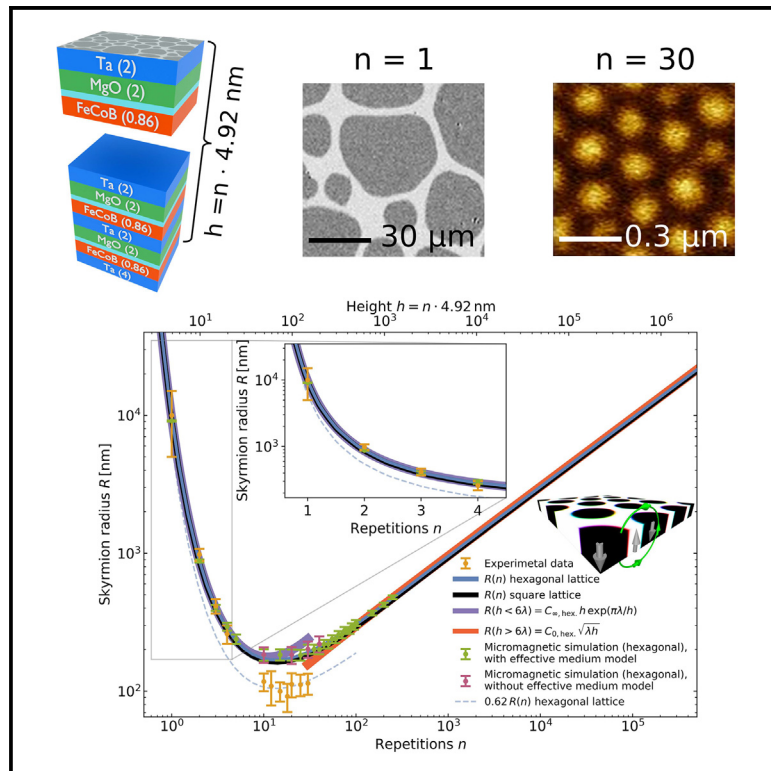 n = 1
n = 30
Ta (2)
MgO (2)
FeCoB (0.86)
Ta (2)
MgO (2)
FeCoB (0.86)
Ta (2)
MgO (2)
FeCoB (0.86)
Ta (4)
h = n · 4.92 nm
30 μm
0.3 μm
Height h = n · 4.92 nm
10¹ 10² 10³ 10⁴ 10⁵ 10⁶
Skyrmion radius R [nm]
10⁴
10³
10²
Skyrmion radius R [nm]
10⁴
10³
1 2 3 4
Repetitions n
Experimetal data
R(n) hexagonal lattice
R(n) square lattice
R(h < 6λ) = C∞, hex. h exp(πλ/h)
R(h > 6λ) = C0, hex. √λh
Micromagnetic simulation (hexagonal),
with effective medium model
Micromagnetic simulation (hexagonal),
without effective medium model
0.62 R(n) hexagonal lattice
10⁰ 10¹ 10² 10³ 10⁴ 10⁵
Repetitions n